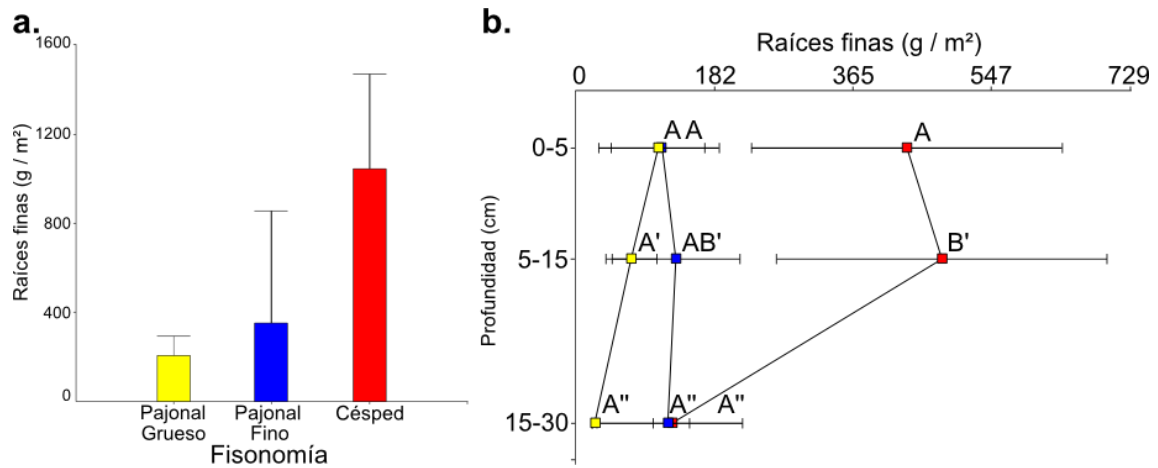 a.
1600
1200
800
400
0
Raíces finas (g / m²)
Pajonal Grueso
Pajonal Fino
Césped
Fisonomía
b.
Raíces finas (g / m²)
0 182 365 547 729
Profundidad (cm)
0-5
A A A
5-15
A' AB' B'
15-30
A" A" A"